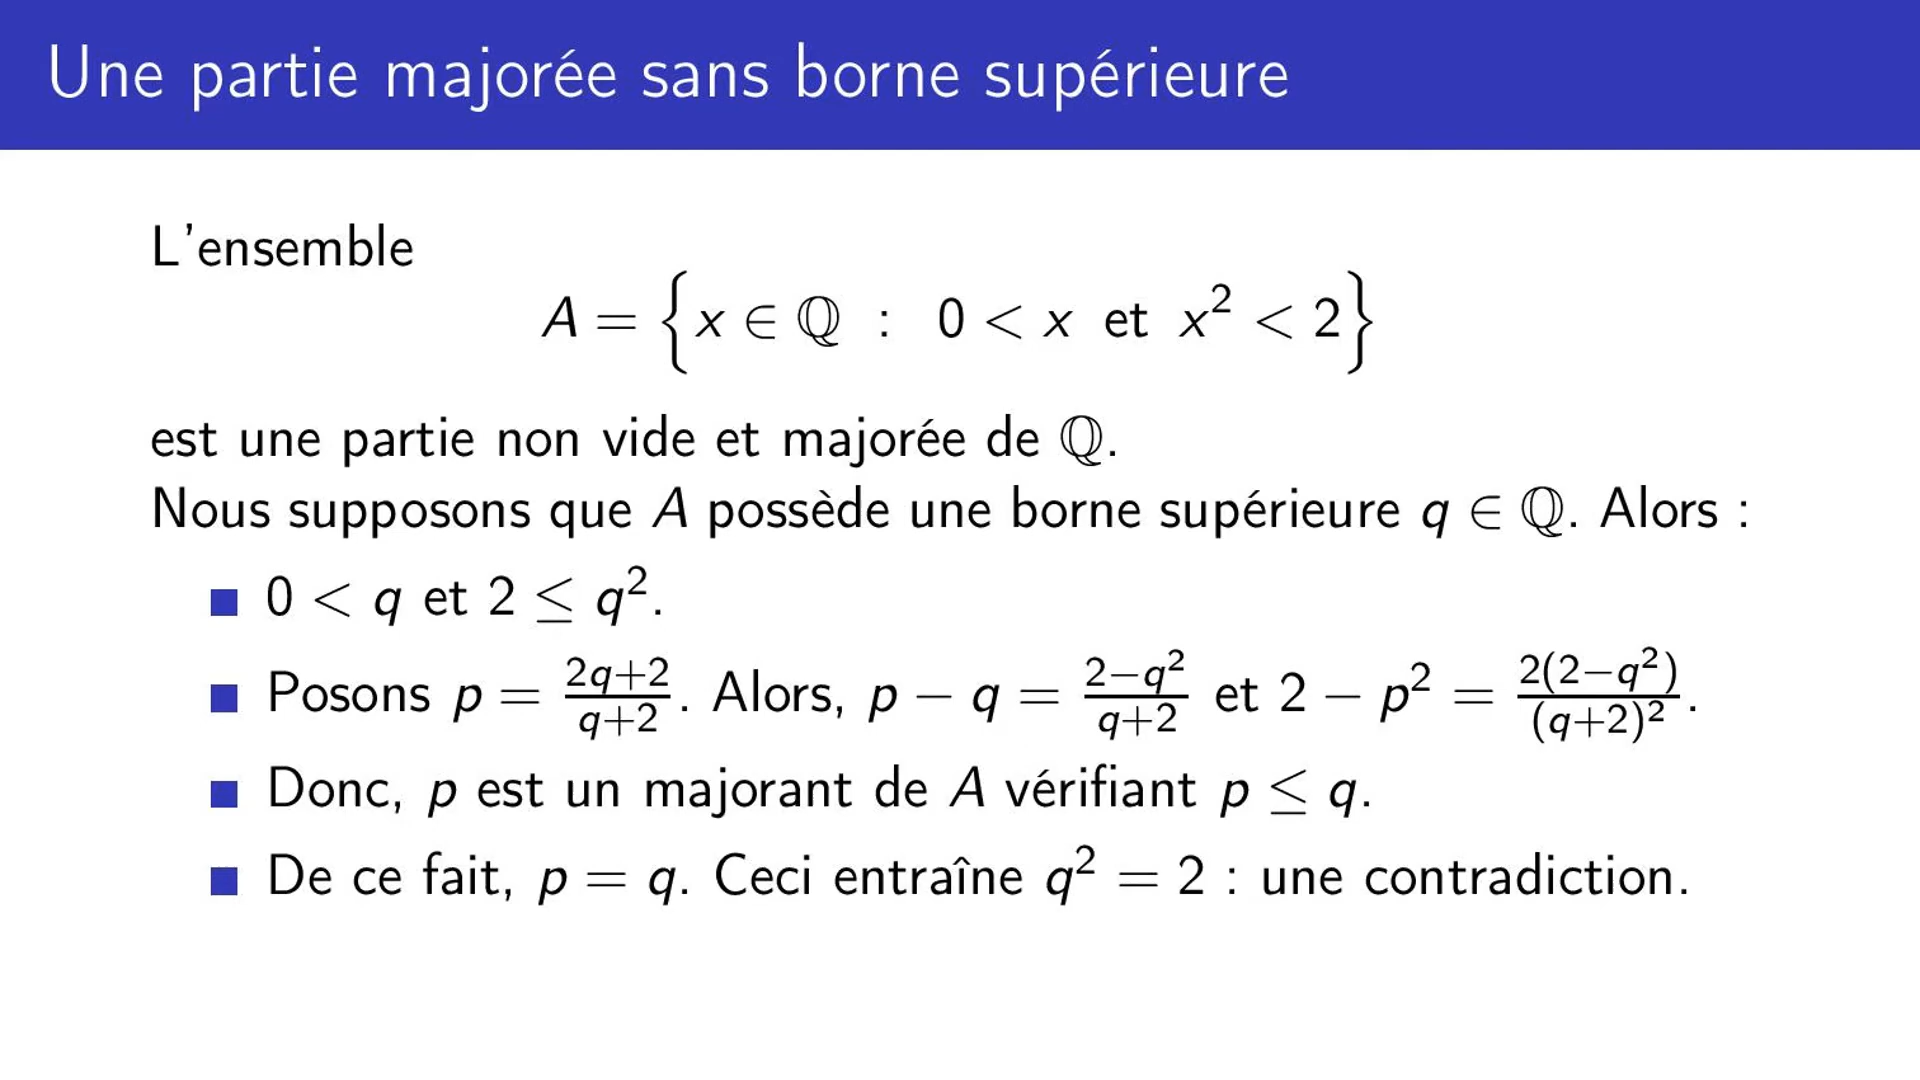 Une partie majorée sans borne supérieure
L'ensemble
A = {x ∈ ℚ : 0 < x et x² < 2}
est une partie non vide et majorée de ℚ.
Nous supposons que A possède une borne supérieure q ∈ ℚ. Alors :
0 < q et 2 ≤ q².
Posons p = (2q+2)/(q+2). Alors, p − q = (2−q²)/(q+2) et 2 − p² = 2(2−q²)/(q+2)².
Donc, p est un majorant de A vérifiant p ≤ q.
De ce fait, p = q. Ceci entraîne q² = 2 : une contradiction.